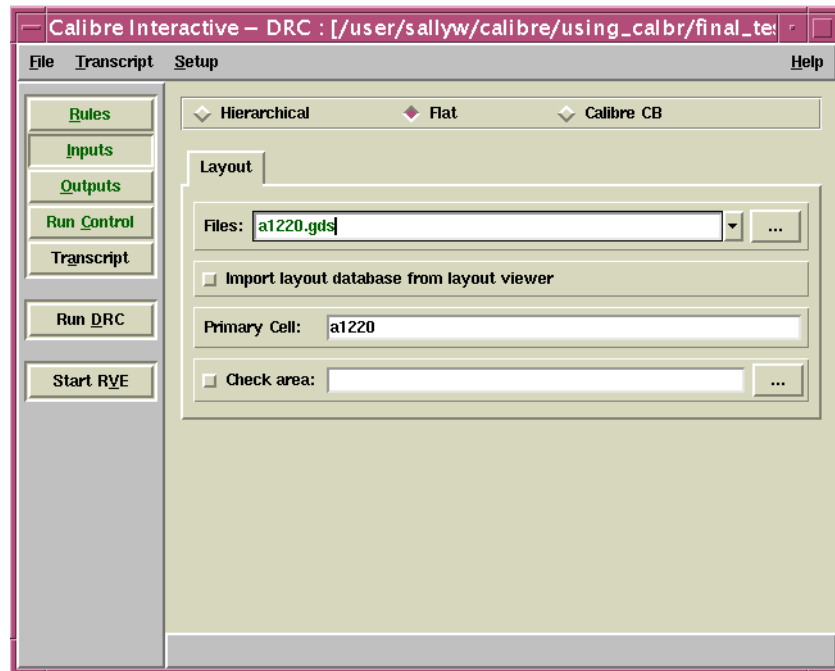 Calibre Interactive – DRC : [/user/sallyw/calibre/using_calbr/final_te
File Transcript Setup Help
Rules
Inputs
Outputs
Run Control
Transcript
Run DRC
Start RVE
Hierarchical Flat Calibre CB
Layout
Files: a1220.gds ...
Import layout database from layout viewer
Primary Cell: a1220
Check area: ...